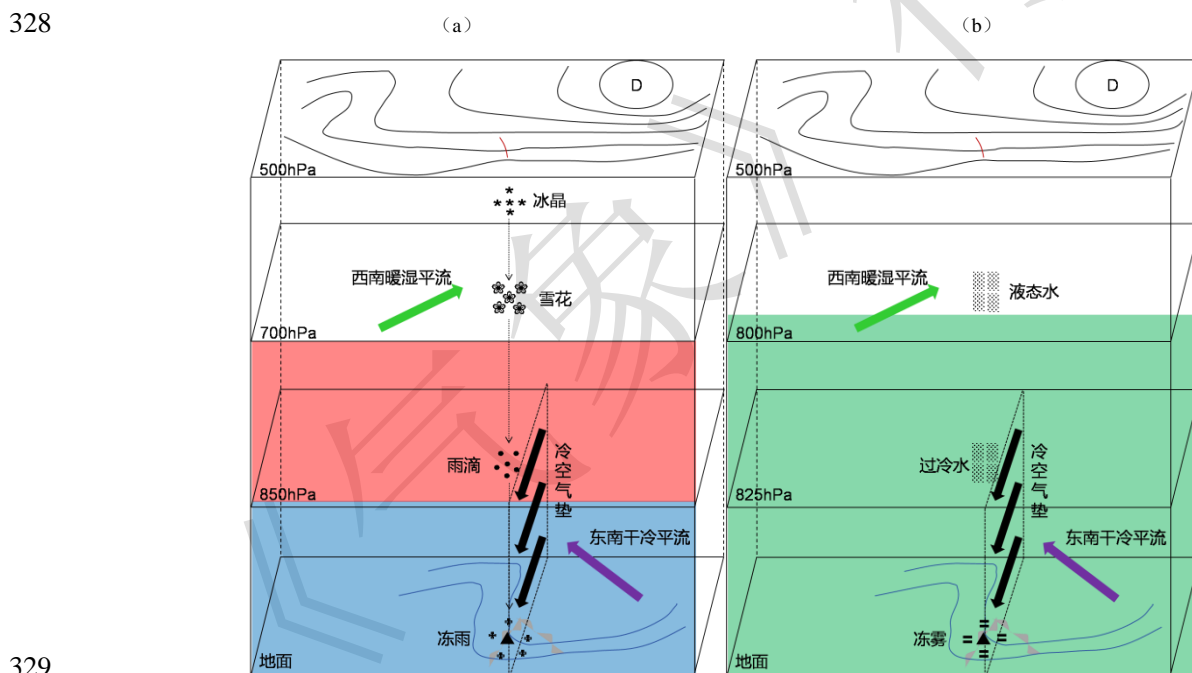 328
(a)
(b)
D
500hPa
冰晶
西南暖湿平流
雪花
700hPa
雨滴
冷空气垫
850hPa
东南干冷平流
冻雨
地面
D
500hPa
西南暖湿平流
液态水
800hPa
过冷水
冷空气垫
825hPa
东南干冷平流
冻雾
地面
329
《气象》